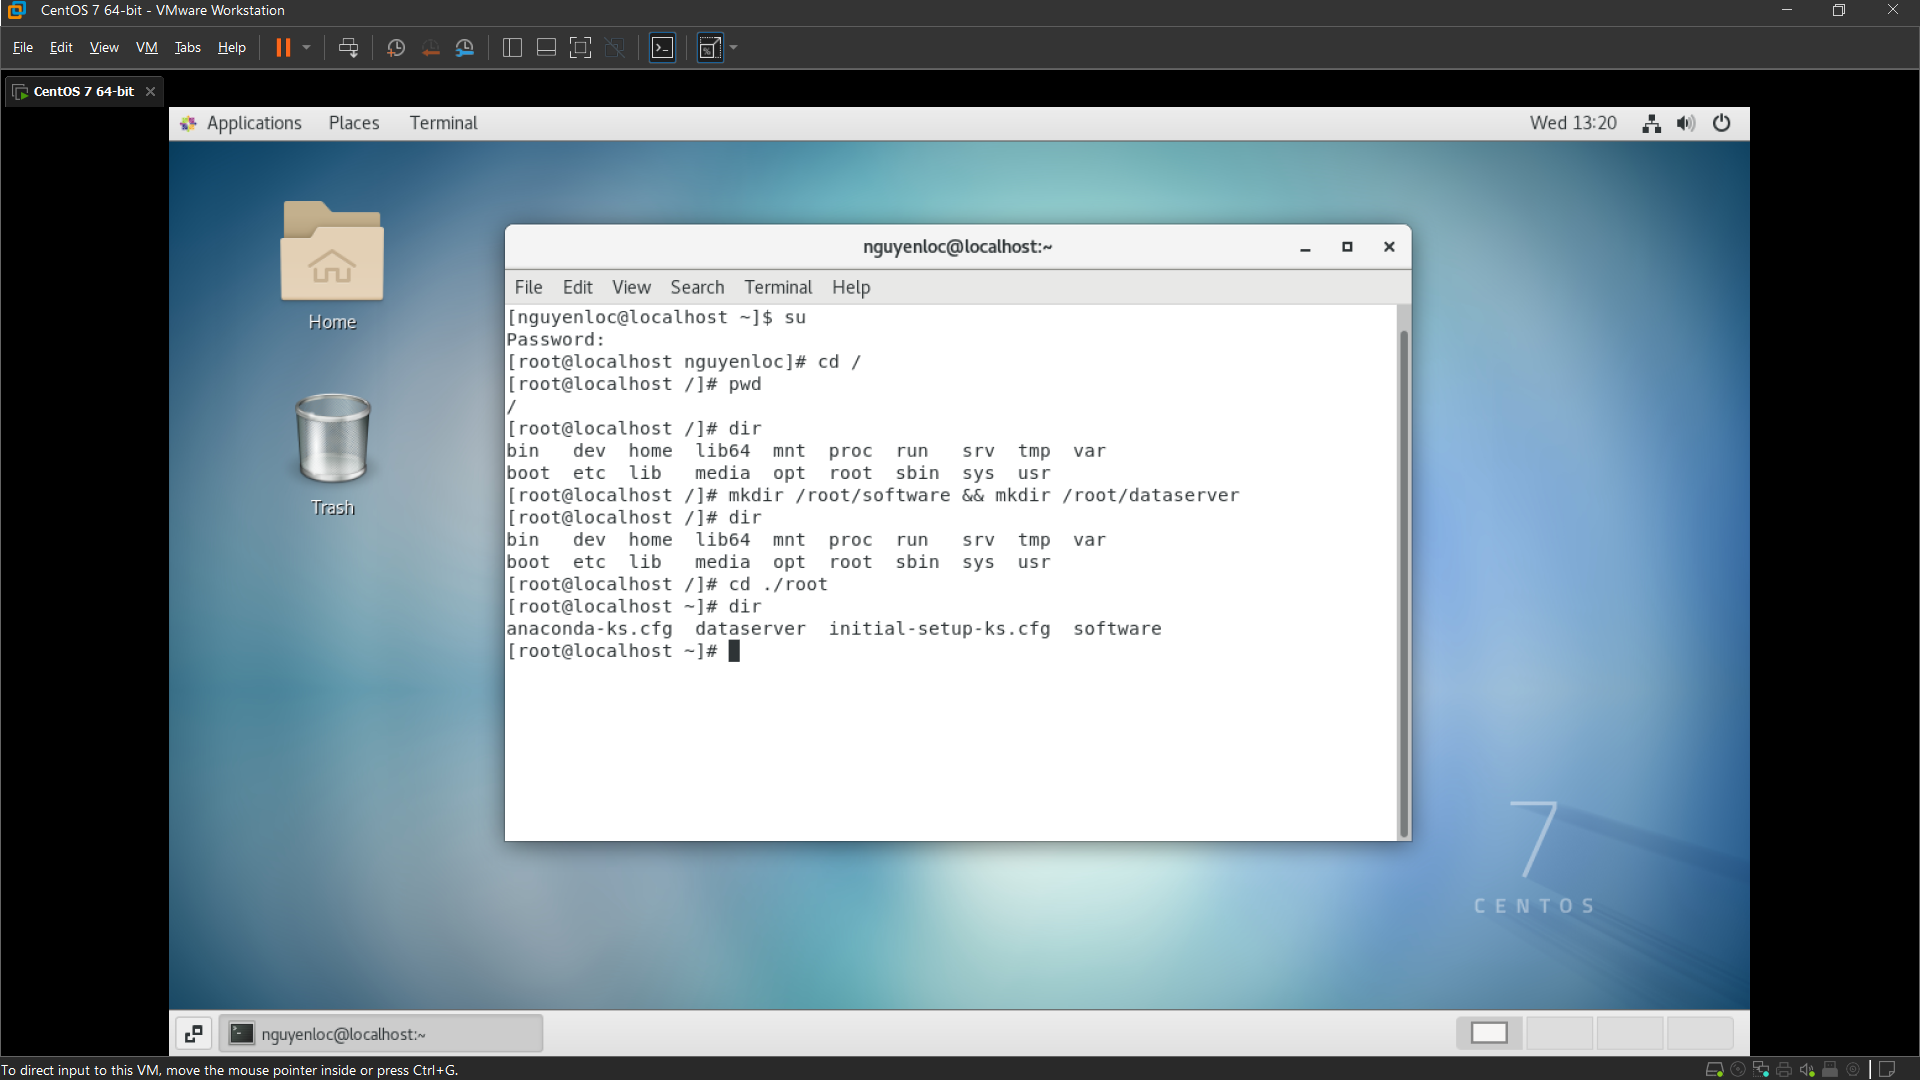 CentOS 7 64-bit - VMware Workstation
File Edit View VM Tabs Help
CentOS 7 64-bit
Applications Places Terminal Wed 13:20
Home
Trash
nguyenloc@localhost:~
File Edit View Search Terminal Help
[nguyenloc@localhost ~]$ su
Password:
[root@localhost nguyenloc]# cd /
[root@localhost /]# pwd
/
[root@localhost /]# dir
bin dev home lib64 mnt proc run srv tmp var
boot etc lib media opt root sbin sys usr
[root@localhost /]# mkdir /root/software && mkdir /root/dataserver
[root@localhost /]# dir
bin dev home lib64 mnt proc run srv tmp var
boot etc lib media opt root sbin sys usr
[root@localhost /]# cd ./root
[root@localhost ~]# dir
anaconda-ks.cfg dataserver initial-setup-ks.cfg software
[root@localhost ~]#
7
CENTOS
nguyenloc@localhost:~
To direct input to this VM, move the mouse pointer inside or press Ctrl+G.